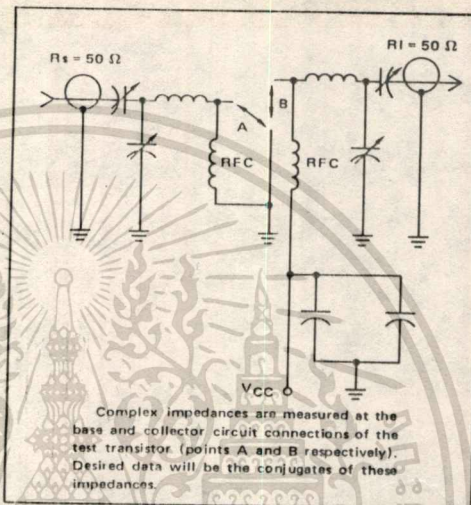 Rs = 50 Ω
Rl = 50 Ω
B
A
RFC
RFC
VCC
Complex impedances are measured at the
base and collector circuit connections of the
test transistor (points A and B respectively).
Desired data will be the conjugates of these
impedances.